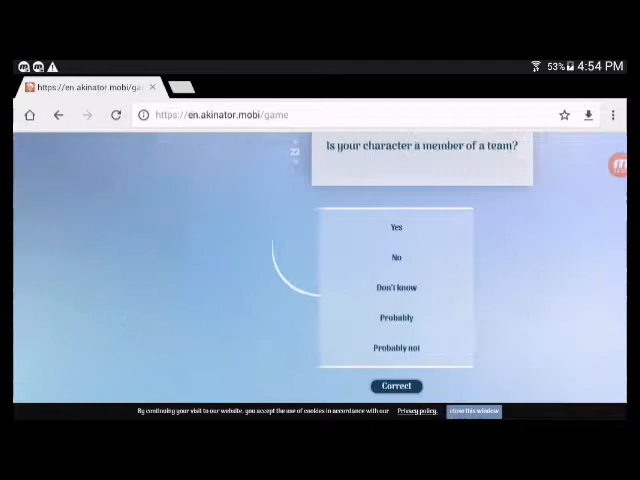 53% 4:54 PM
https://en.akinator.mobi/ga
https://en.akinator.mobi/game
22
Is your character a member of a team?
Yes
No
Don't know
Probably
Probably not
Correct
By continuing your visit to our website, you accept the use of cookies in accordance with our Privacy policy. close this window